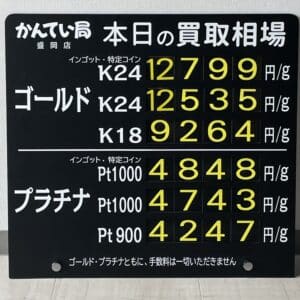 かんてい局
盛岡店
本日の買取相場
インゴット・特定コイン
K24 12799 円/g
ゴールド K24 12535 円/g
K18 9264 円/g
インゴット・特定コイン
Pt1000 4848 円/g
プラチナ Pt1000 4743 円/g
Pt900 4247 円/g
ゴールド・プラチナともに、手数料は一切いただきません